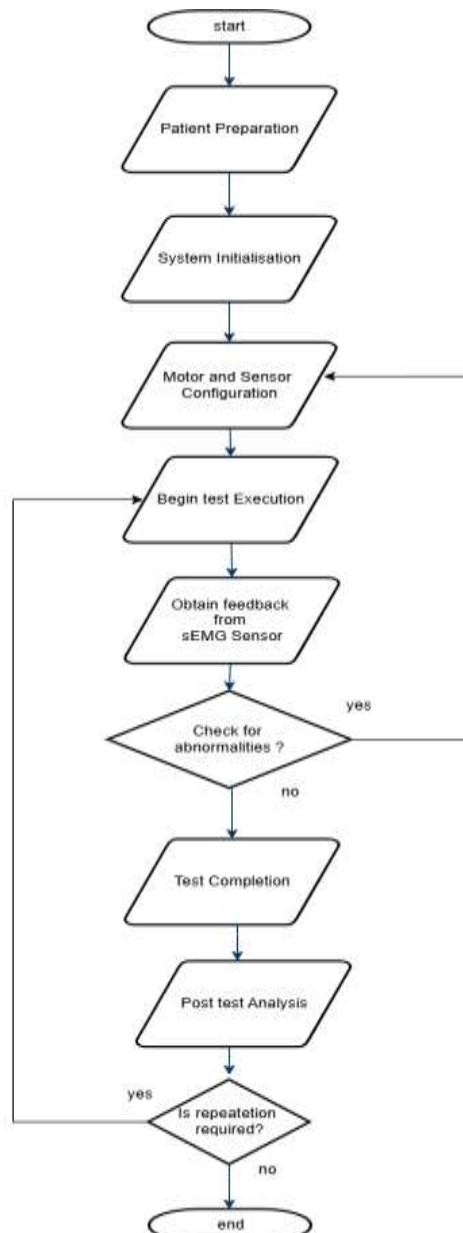 start
Patient Preparation
System Initialisation
Motor and Sensor
Configuration
Begin test Execution
Obtain feedback
from
sEMG Sensor
yes
Check for
abnormalities ?
no
Test Completion
Post test Analysis
yes
Is repeatetion
required?
no
end